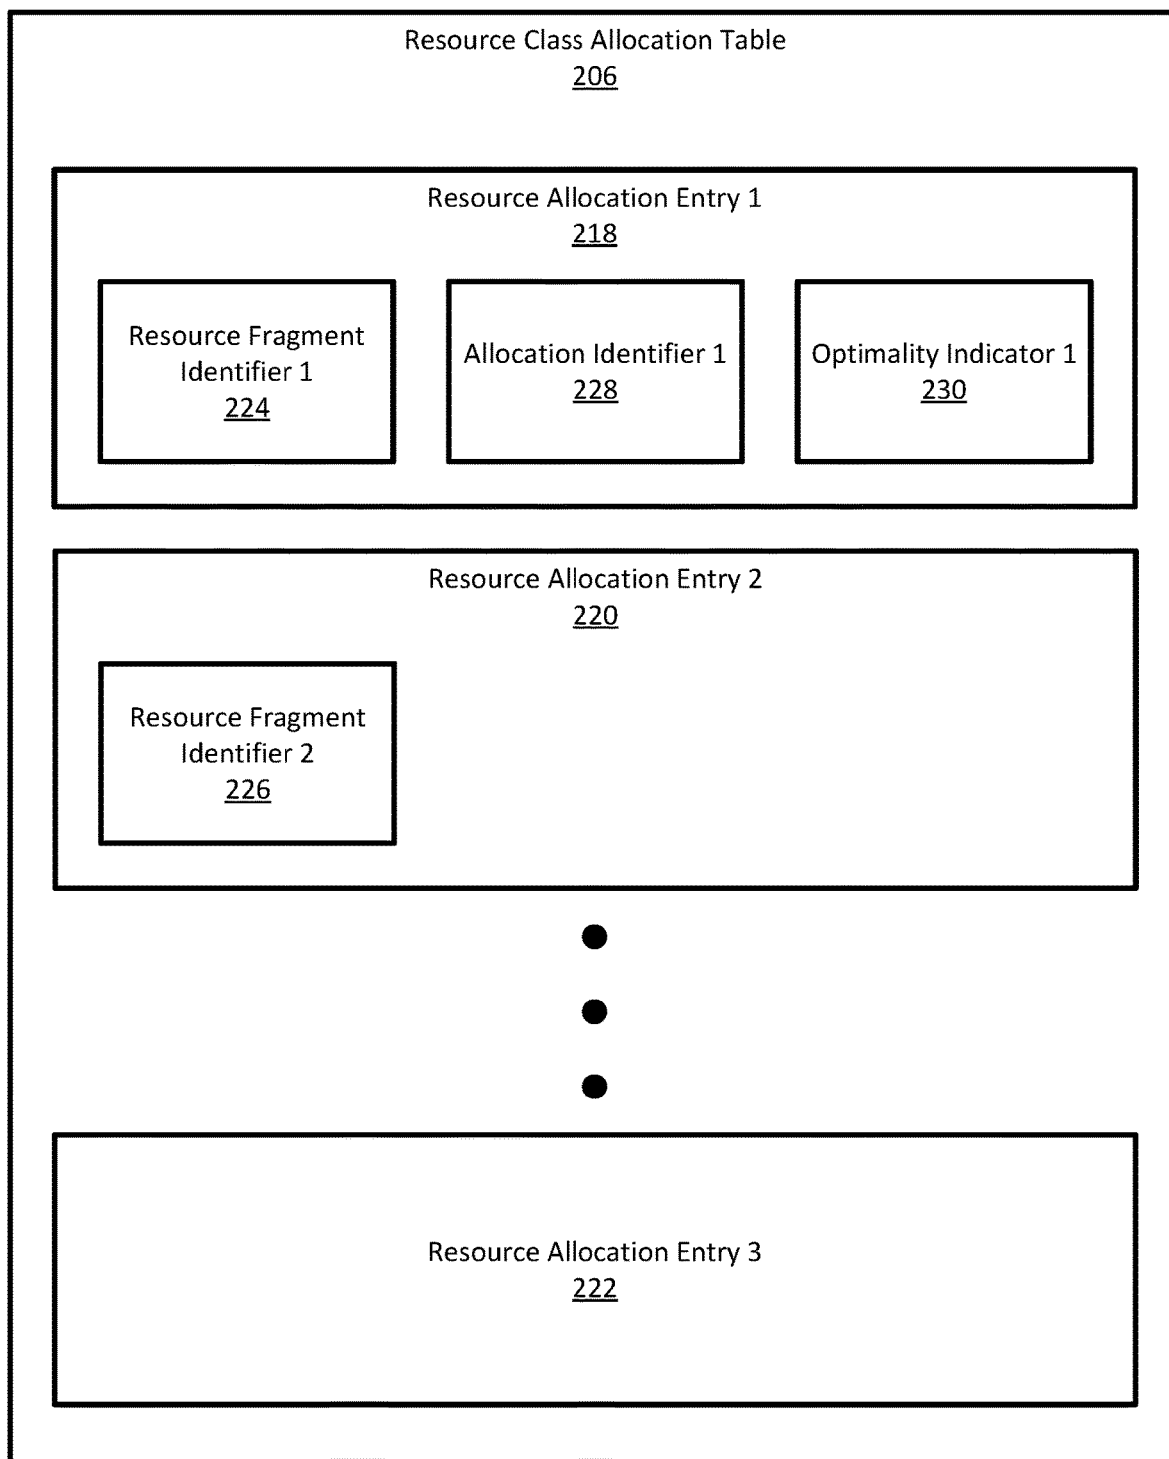 Resource Class Allocation Table
206
Resource Allocation Entry 1
218
Resource Fragment
Identifier 1
224
Allocation Identifier 1
228
Optimality Indicator 1
230
Resource Allocation Entry 2
220
Resource Fragment
Identifier 2
226
Resource Allocation Entry 3
222